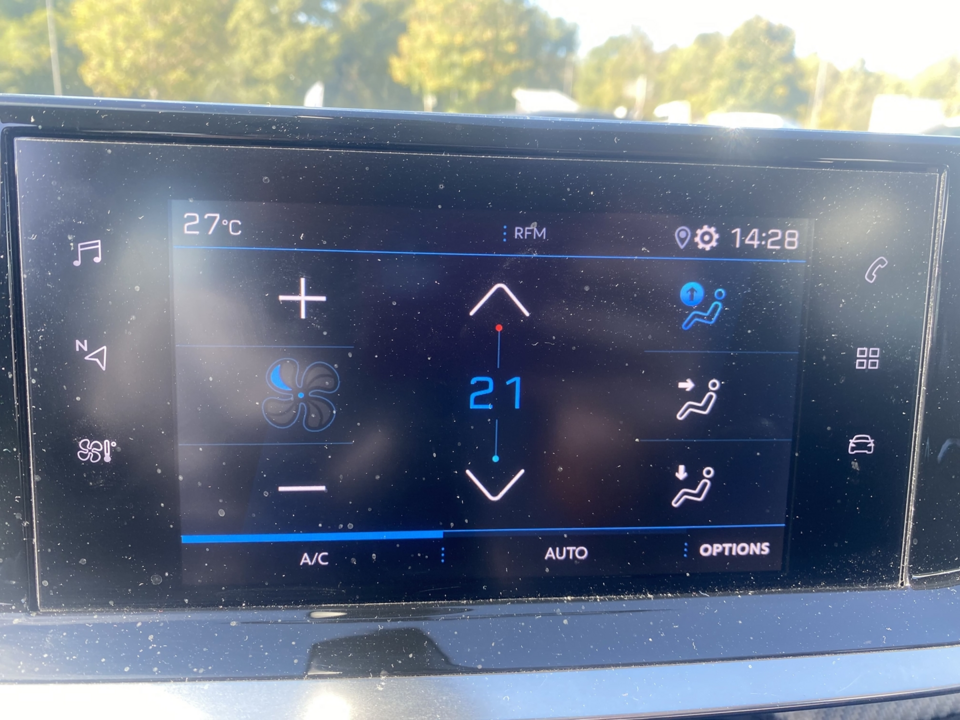 27°C RFM 14:28
N
21
A/C AUTO OPTIONS